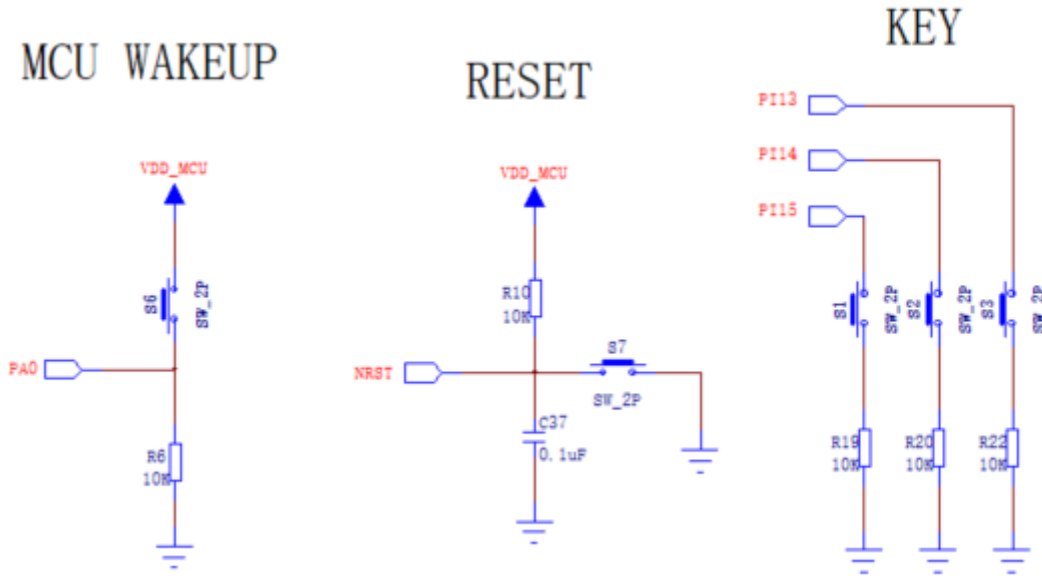 MCU WAKEUP
VDD_MCU
S6
SW_2P
PA0
R6
10K
RESET
VDD_MCU
R10
10K
NRST
S7
SW_2P
C37
0.1uF
KEY
PI13
PI14
PI15
S1
SW_2P
S2
SW_2P
S3
SW_2P
R19
10K
R20
10K
R22
10K